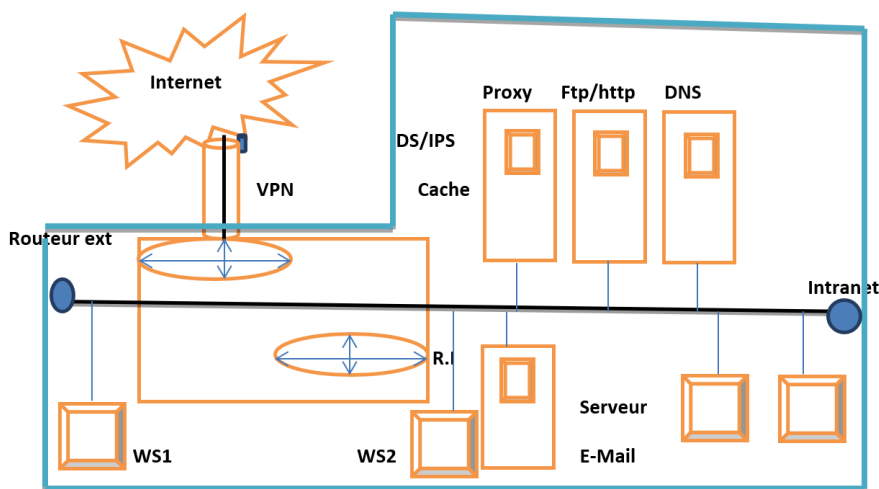 Internet
Proxy Ftp/http DNS
DS/IPS
VPN
Cache
Routeur ext
Intranet
R.I
Serveur
WS1
WS2
E-Mail